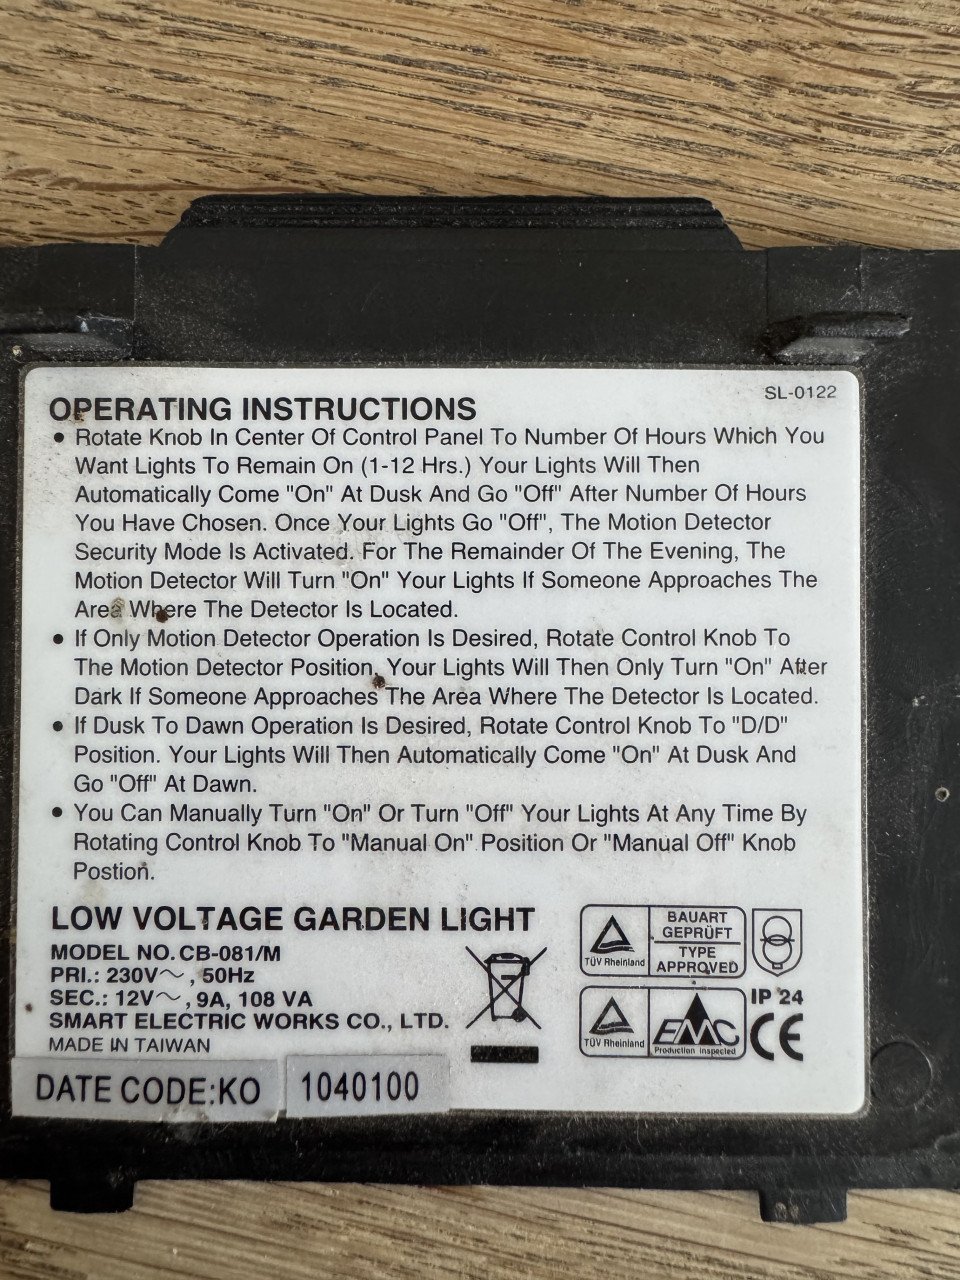 SL-0122
OPERATING INSTRUCTIONS
• Rotate Knob In Center Of Control Panel To Number Of Hours Which You
Want Lights To Remain On (1-12 Hrs.) Your Lights Will Then
Automatically Come "On" At Dusk And Go "Off" After Number Of Hours
You Have Chosen. Once Your Lights Go "Off", The Motion Detector
Security Mode Is Activated. For The Remainder Of The Evening, The
Motion Detector Will Turn "On" Your Lights If Someone Approaches The
Area Where The Detector Is Located.
• If Only Motion Detector Operation Is Desired, Rotate Control Knob To
The Motion Detector Position, Your Lights Will Then Only Turn "On" After
Dark If Someone Approaches The Area Where The Detector Is Located.
• If Dusk To Dawn Operation Is Desired, Rotate Control Knob To "D/D"
Position. Your Lights Will Then Automatically Come "On" At Dusk And
Go "Off" At Dawn.
• You Can Manually Turn "On" Or Turn "Off" Your Lights At Any Time By
Rotating Control Knob To "Manual On" Position Or "Manual Off" Knob
Postion.
LOW VOLTAGE GARDEN LIGHT
MODEL NO. CB-081/M
PRI.: 230V～, 50Hz
SEC.: 12V～, 9A, 108 VA
SMART ELECTRIC WORKS CO., LTD.
MADE IN TAIWAN
DATE CODE:KO 1040100
TÜV Rheinland
BAUART
GEPRÜFT
TYPE
APPROVED
TÜV Rheinland
EMC
Production inspected
IP 24
CE